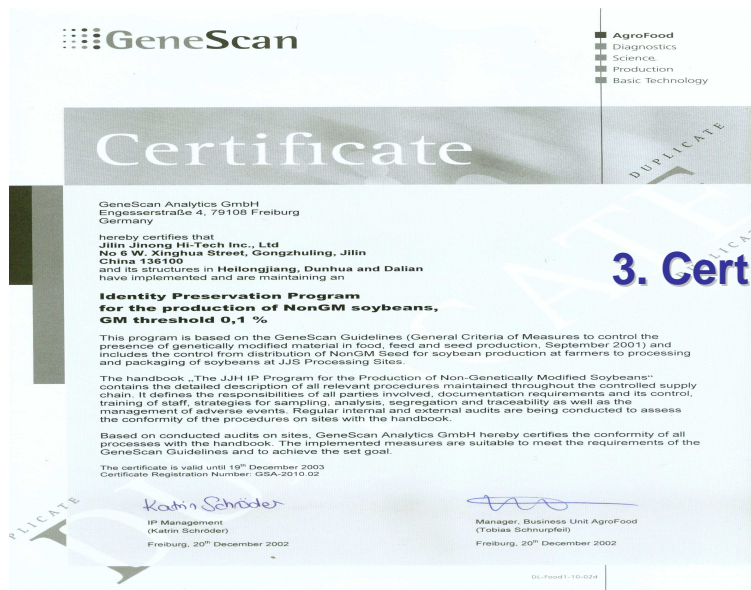 GeneScan
AgroFood
Diagnostics
Science
Production
Basic Technology
Certificate
DUPLICATE
GeneScan Analytics GmbH
Engesserstraße 4, 79108 Freiburg
Germany
hereby certifies that
Jilin Jinong Hi-Tech Inc., Ltd
No 6 W. Xinghua Street, Gongzhuling, Jilin
China 136100
and its structures in Heilongjiang, Dunhua and Dalian
have implemented and are maintaining an
3. Cert
Identity Preservation Program
for the production of NonGM soybeans,
GM threshold 0,1 %
This program is based on the GeneScan Guidelines (General Criteria of Measures to control the
presence of genetically modified material in food, feed and seed production, September 2001) and
includes the control from distribution of NonGM Seed for soybean production at farmers to processing
and packaging of soybeans at JJS Processing Sites.
The handbook „The JJH IP Program for the Production of Non-Genetically Modified Soybeans“
contains the detailed description of all relevant procedures maintained throughout the controlled supply
chain. It defines the responsibilities of all parties involved, documentation requirements and its control,
training of staff, strategies for sampling, analysis, segregation and traceability as well as the
management of adverse events. Regular internal and external audits are being conducted to assess
the conformity of the procedures on sites with the handbook.
Based on conducted audits on sites, GeneScan Analytics GmbH hereby certifies the conformity of all
processes with the handbook. The implemented measures are suitable to meet the requirements of the
GeneScan Guidelines and to achieve the set goal.
The certificate is valid until 19th December 2003
Certificate Registration Number: GSA-2010.02
Katrin Schröder
IP Management
(Katrin Schröder)
Freiburg, 20th December 2002
Manager, Business Unit AgroFood
(Tobias Schnurpfeil)
Freiburg, 20th December 2002
PLICATE
DL-Food1-10-02d